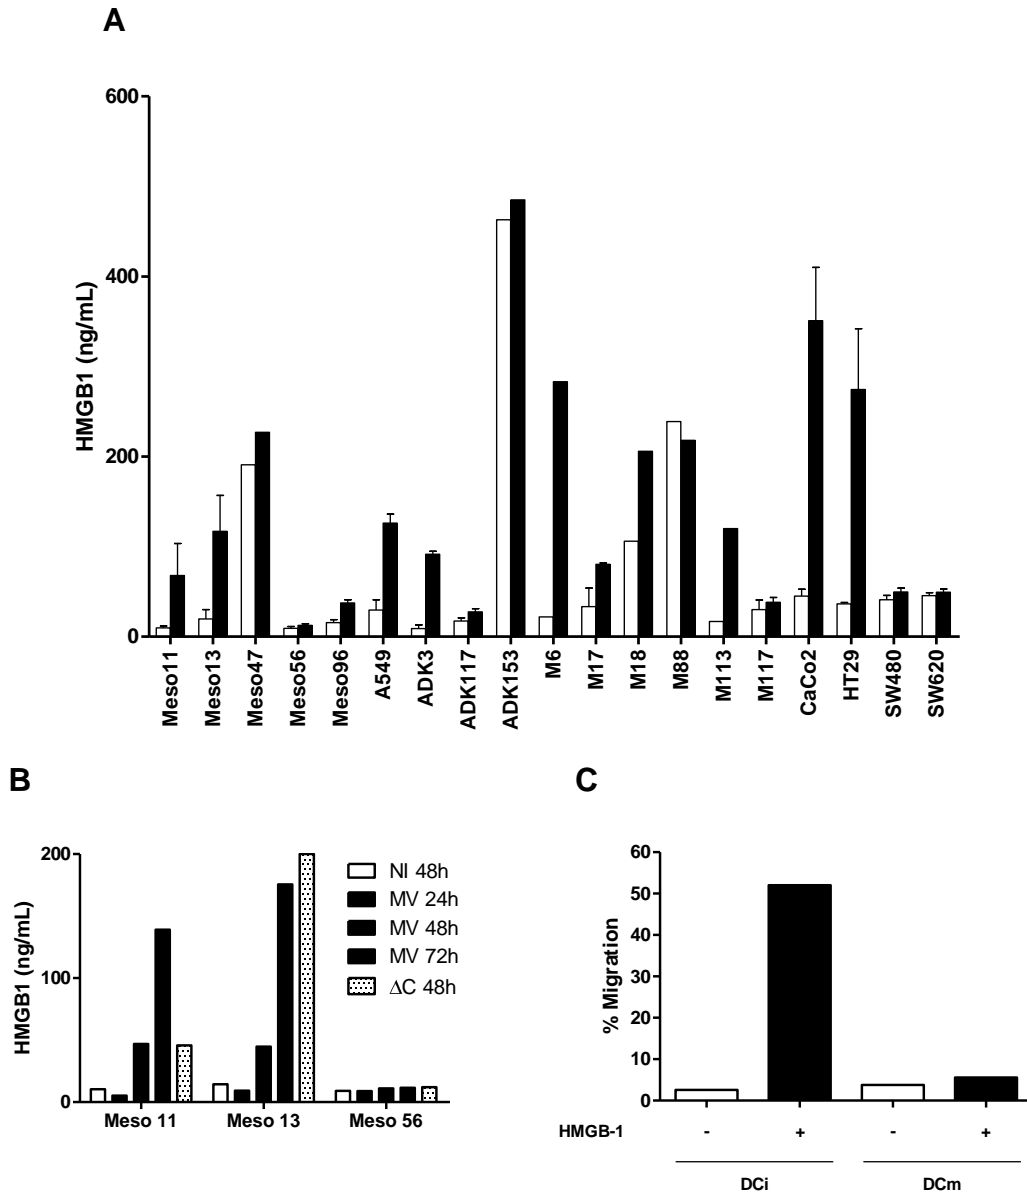 A
HMGB1 (ng/mL)
600
400
200
0
Meso11
Meso13
Meso47
Meso56
Meso96
A549
ADK3
ADK117
ADK153
M6
M17
M18
M88
M113
M117
CaCo2
HT29
SW480
SW620
B
HMGB1 (ng/mL)
200
100
0
Meso 11 Meso 13 Meso 56
NI 48h
MV 24h
MV 48h
MV 72h
ΔC 48h
C
% Migration
60
50
40
30
20
10
0
HMGB-1 - + - +
DCi DCm